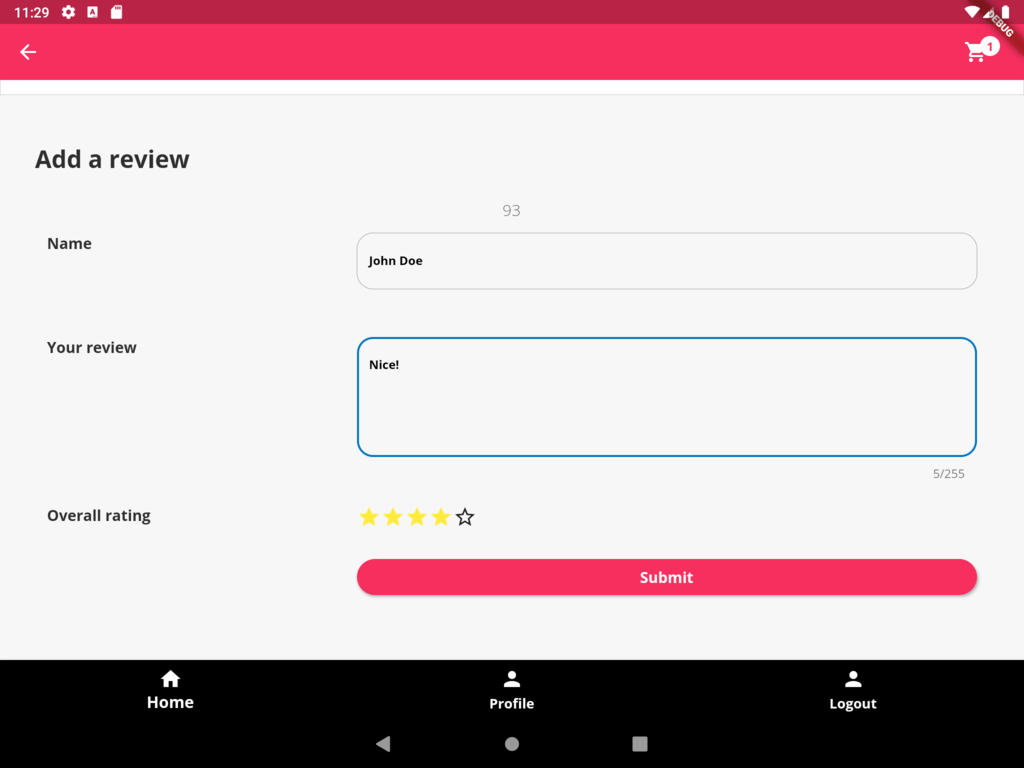 11:29
DEBUG
1
Add a review
93
Name
John Doe
Your review
Nice!
5/255
Overall rating
Submit
Home
Profile
Logout